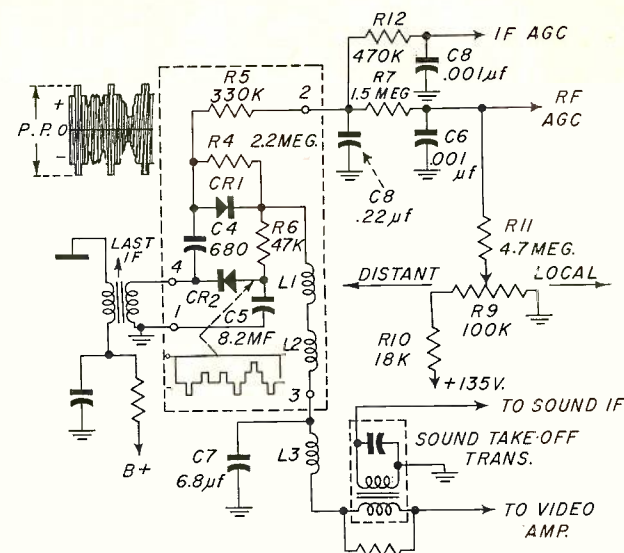 R12
470K
IF AGC
C8
.001µf
R5
330K
2
R7
1.5 MEG
RF
AGC
+
P.P. O
-
R4
2.2MEG.
C6
.001
µf
CR1
C8
.22µf
C4
680
R6
47K
R11
4.7 MEG.
LAST
IF
4
L1
DISTANT
LOCAL
CR2
1
C5
8.2MF
R9
100K
R10
18K
L2
+135V.
-
3
TO SOUND IF
SOUND TAKE-OFF
TRANS.
C7
6.8µf
L3
B+
TO VIDEO
AMP.